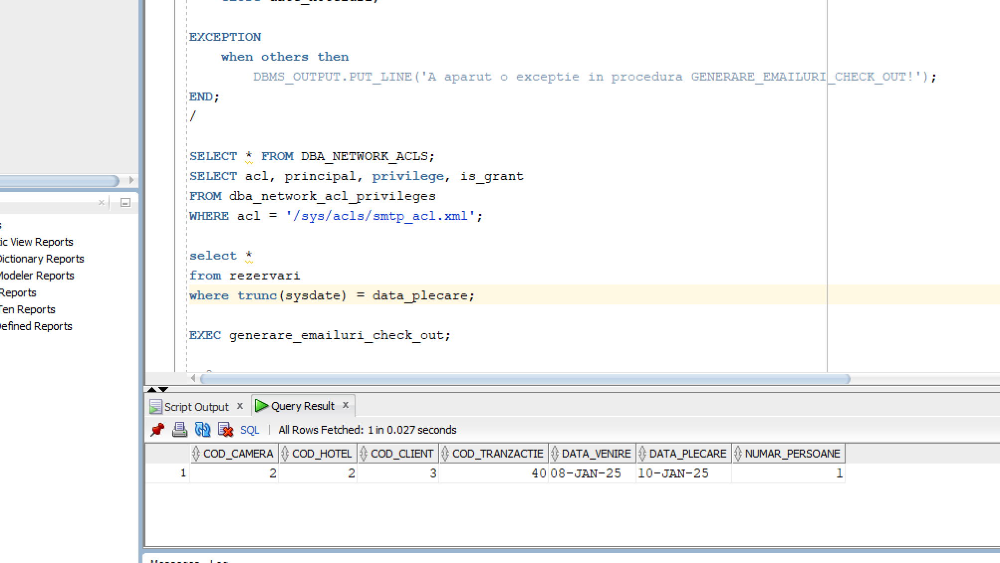 EXCEPTION
when others then
DBMS_OUTPUT.PUT_LINE('A aparut o exceptie in procedura GENERARE_EMAILURI_CHECK_OUT!');
END;
/
SELECT * FROM DBA_NETWORK_ACLS;
SELECT acl, principal, privilege, is_grant
FROM dba_network_acl_privileges
WHERE acl = '/sys/acls/smtp_acl.xml';
select *
from rezervari
where trunc(sysdate) = data_plecare;
EXEC generare_emailuri_check_out;
s
ic View Reports
Dictionary Reports
Modeler Reports
Reports
Ten Reports
efined Reports
Script Output x Query Result x
SQL | All Rows Fetched: 1 in 0.027 seconds
COD_CAMERA COD_HOTEL COD_CLIENT COD_TRANZACTIE DATA_VENIRE DATA_PLECARE NUMAR_PERSOANE
1 2 2 3 40 08-JAN-25 10-JAN-25 1